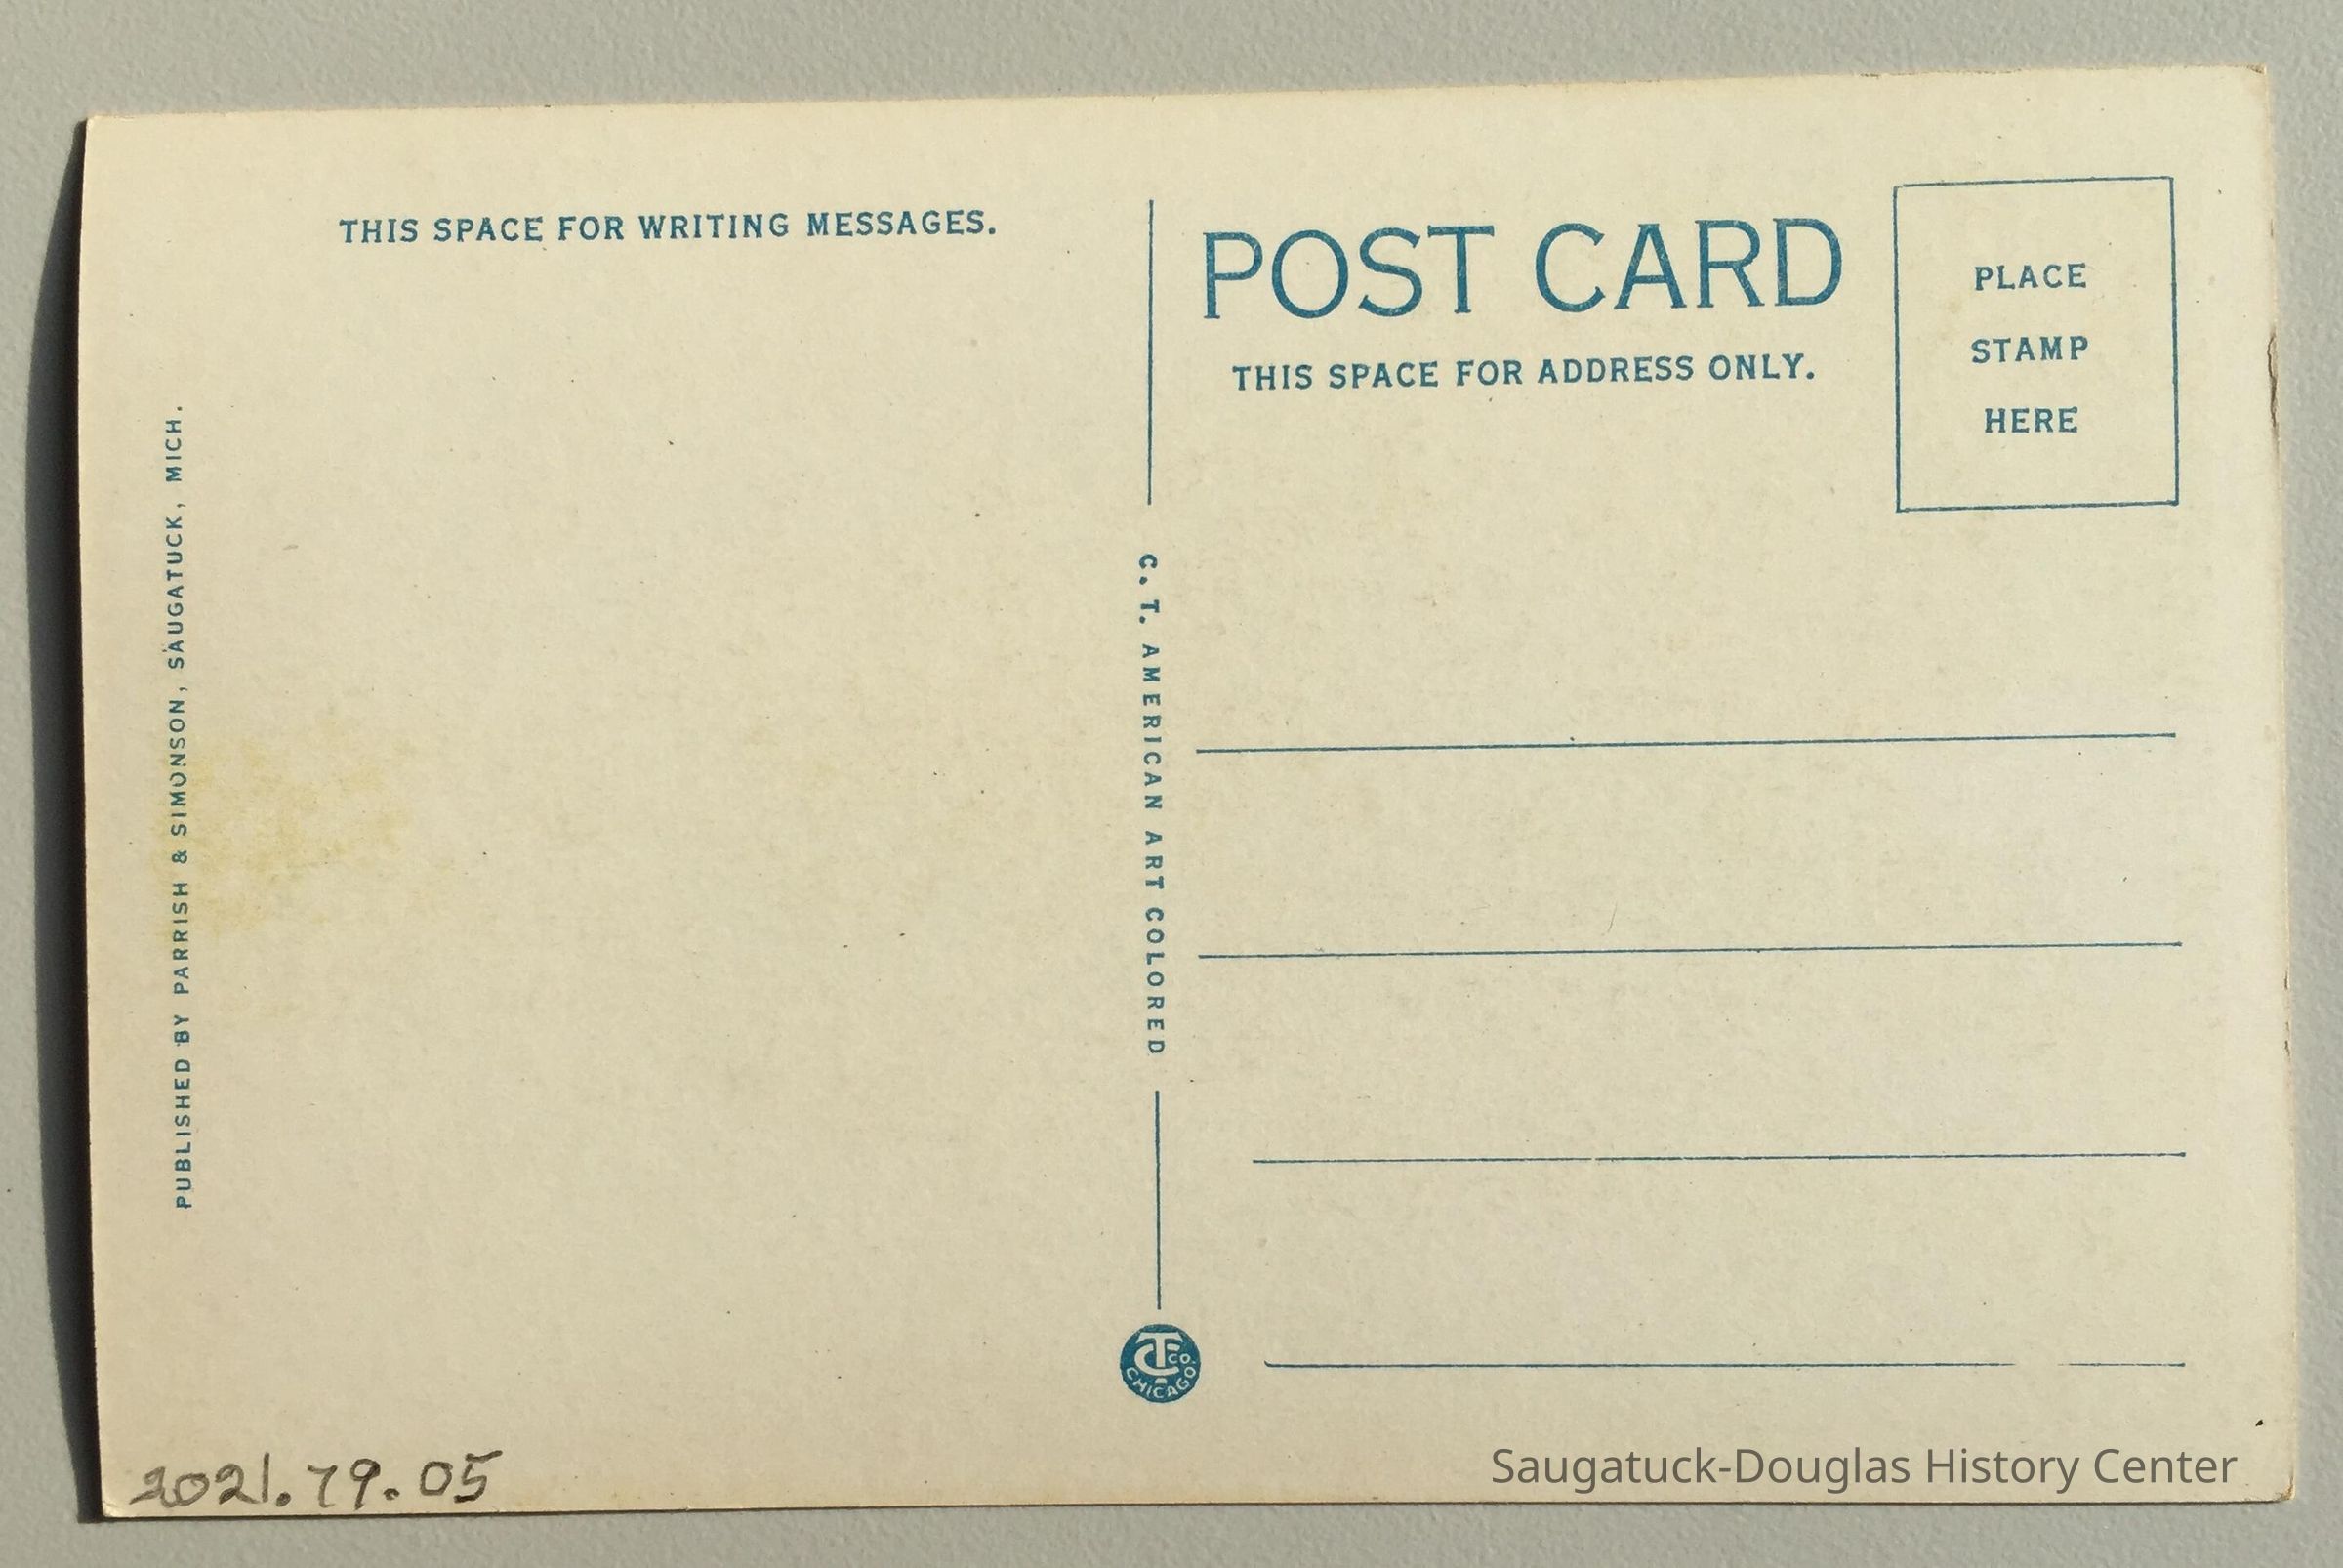 THIS SPACE FOR WRITING MESSAGES.
PUBLISHED BY PARRISH & SIMONSON, SAUGATUCK, MICH.
C. T. AMERICAN ART COLORED
CT CO. CHICAGO
POST CARD
THIS SPACE FOR ADDRESS ONLY.
PLACE
STAMP
HERE
2021.79.05
Saugatuck-Douglas History Center